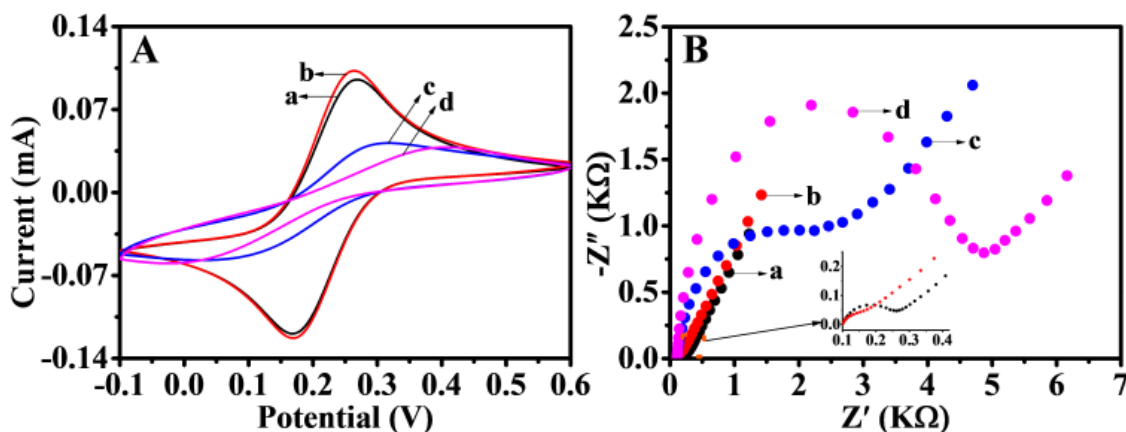 A
0.14
0.07
0.00
-0.07
-0.14
Current (mA)
b
a
c
d
-0.1
0.0
0.1
0.2
0.3
0.4
0.5
0.6
Potential (V)
B
2.5
2.0
1.5
1.0
0.5
0.0
-Z″ (KΩ)
d
c
b
a
0.2
0.1
0.0
0.1
0.2
0.3
0.4
0
1
2
3
4
5
6
7
Z′ (KΩ)